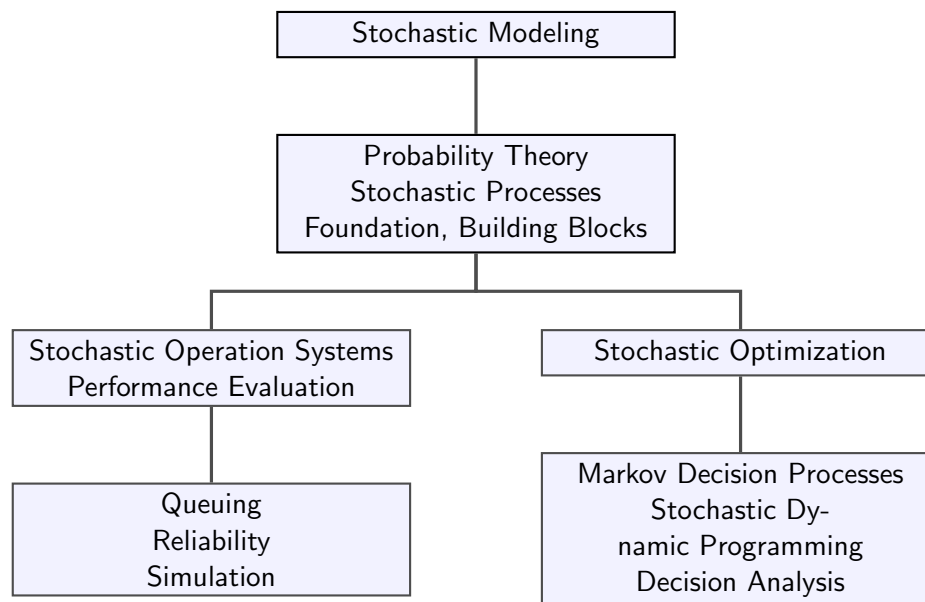 Stochastic Modeling
Probability Theory
Stochastic Processes
Foundation, Building Blocks
Stochastic Operation Systems
Performance Evaluation
Stochastic Optimization
Queuing
Reliability
Simulation
Markov Decision Processes
Stochastic Dy-
namic Programming
Decision Analysis